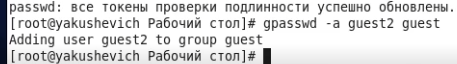 passwd: все токены проверки подлинности успешно обновлены.
[root@yakushevich Рабочий стол]# gpasswd -a guest2 guest
Adding user guest2 to group guest
[root@yakushevich Рабочий стол]#